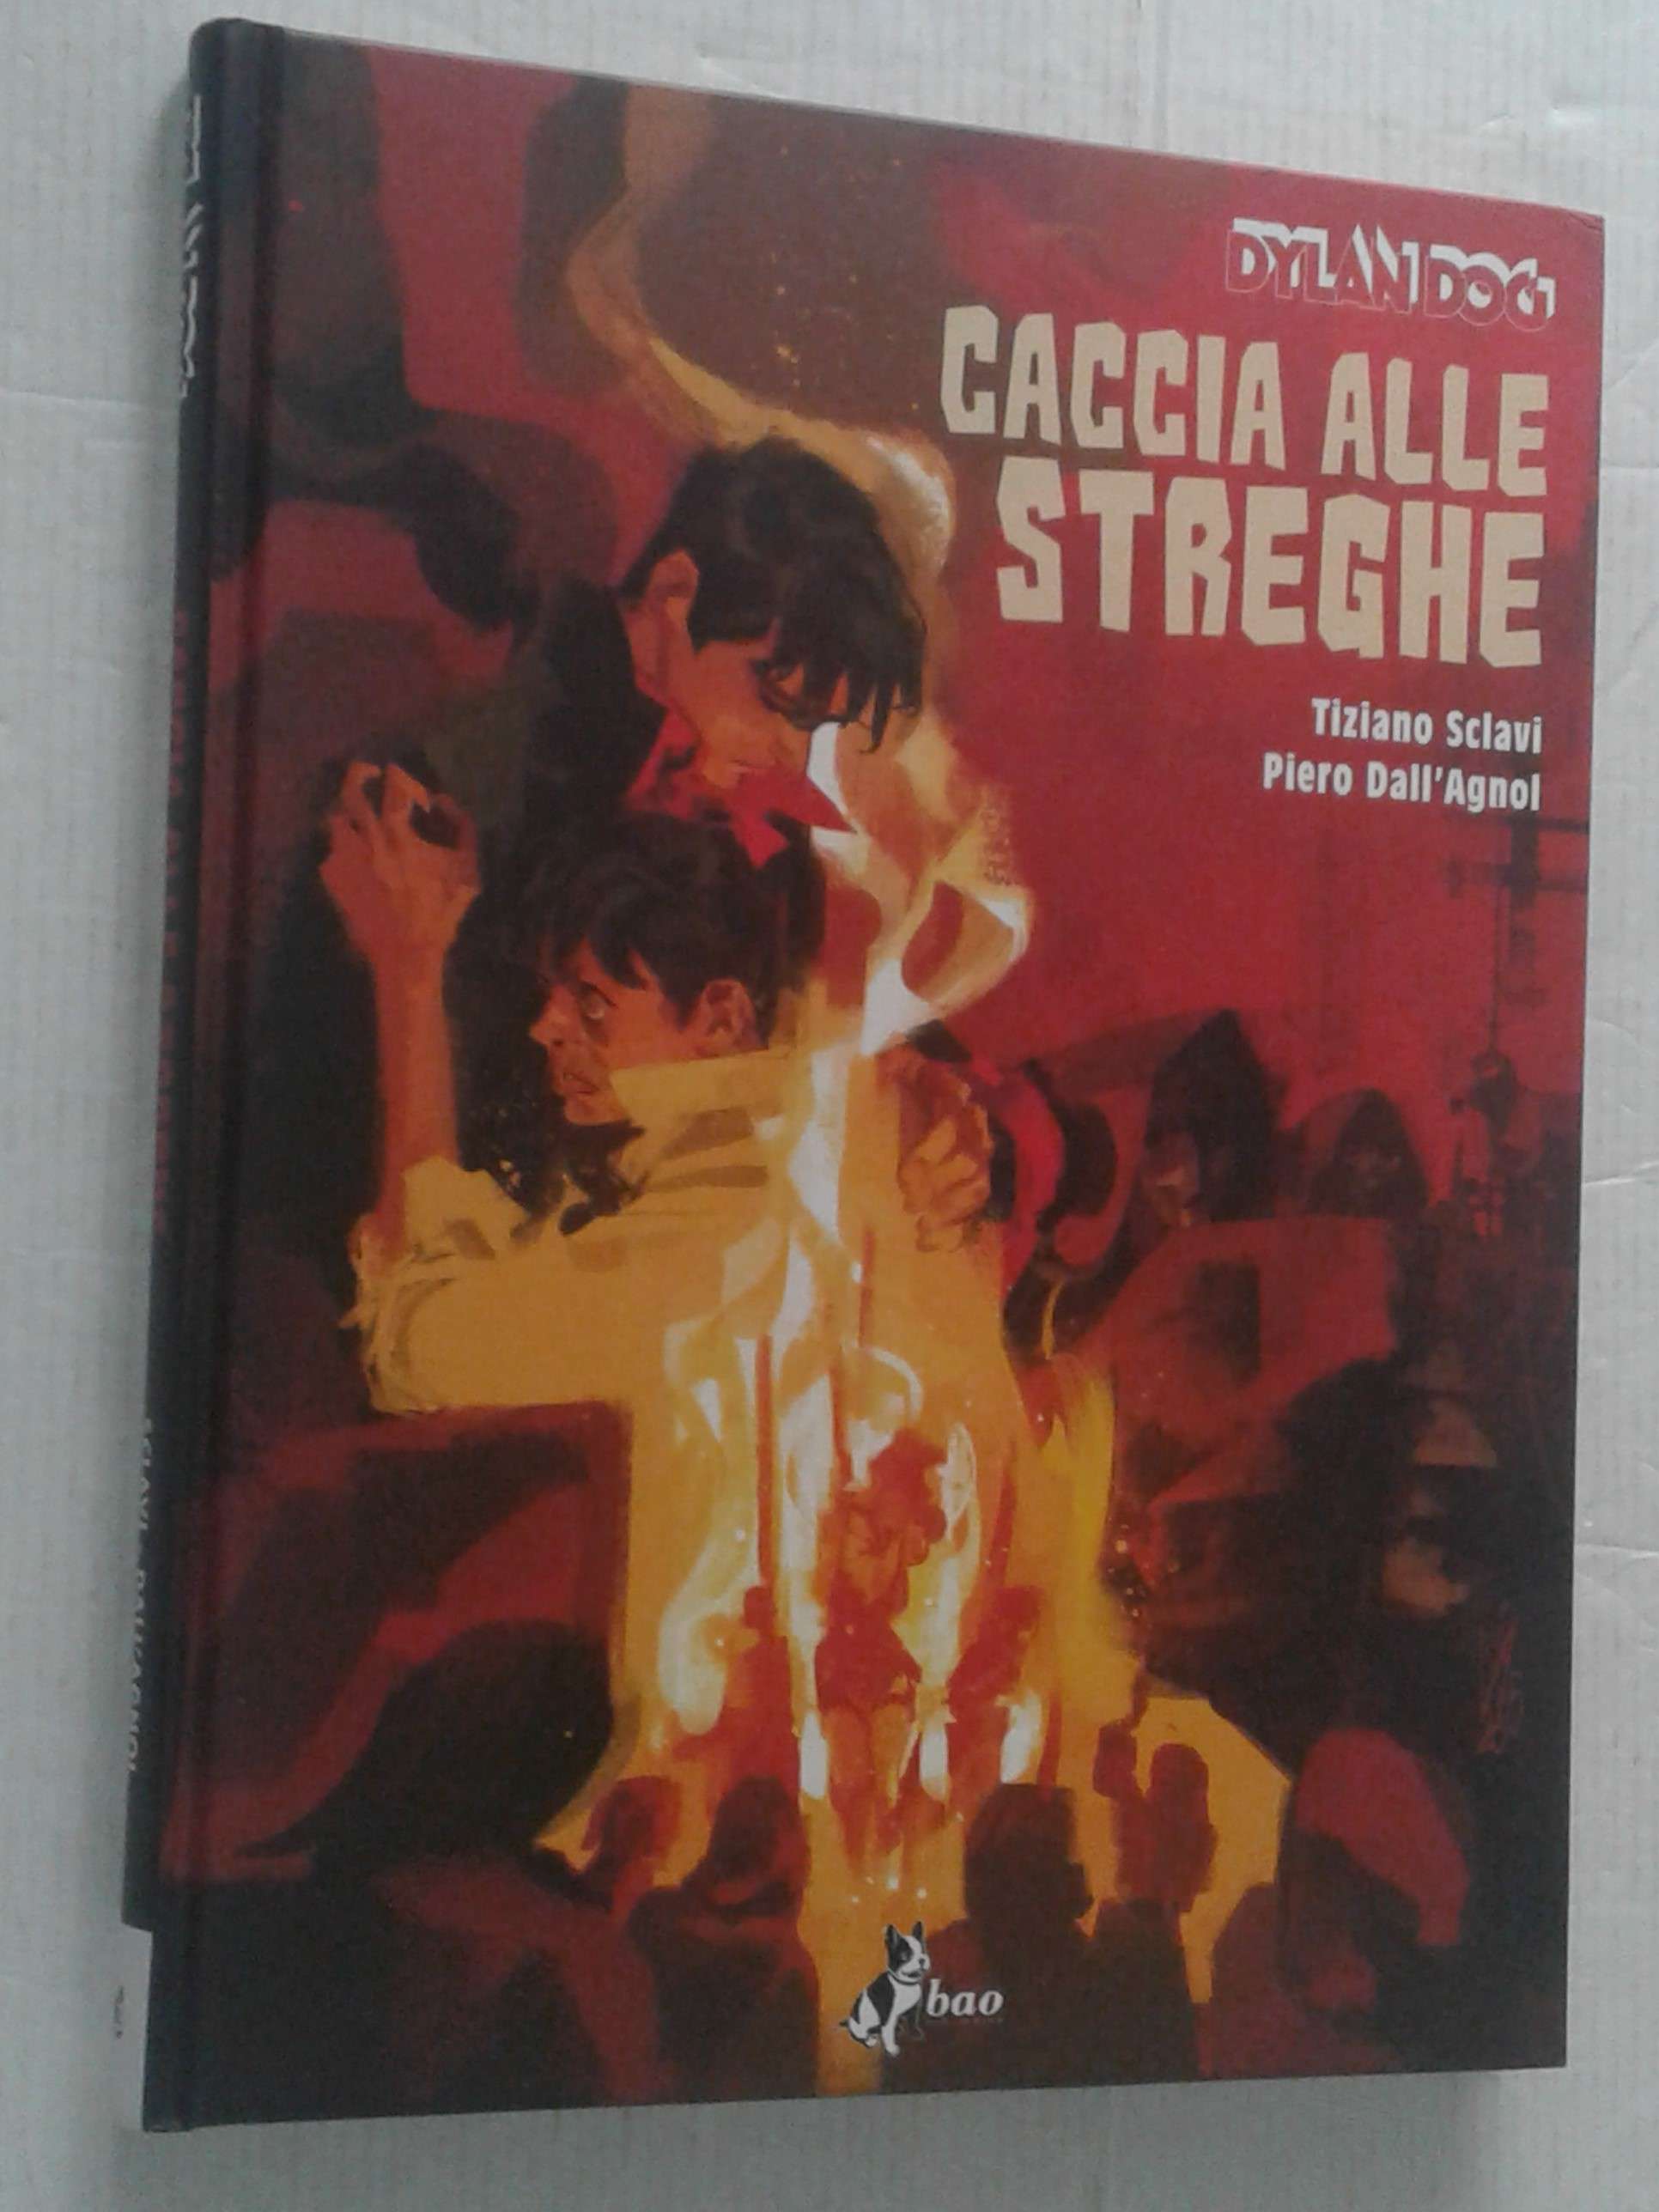 DYLAN DOG
CACCIA ALLE
STREGHE
Tiziano Sclavi
Piero Dall'Agnol
bao